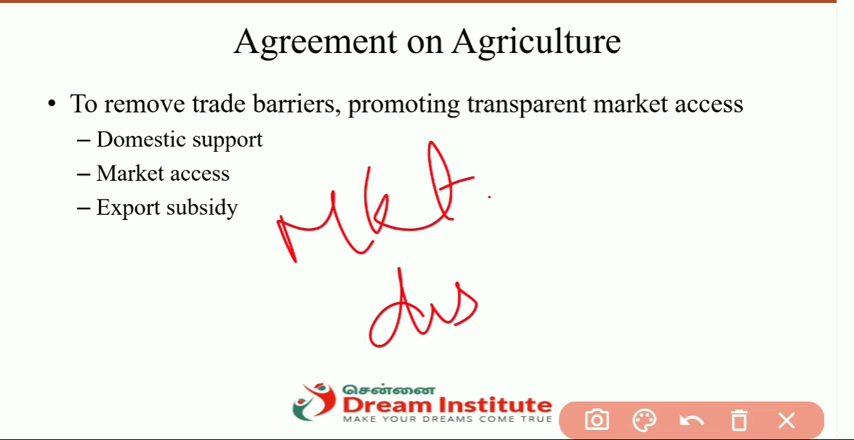 Agreement on Agriculture
• To remove trade barriers, promoting transparent market access
– Domestic support
– Market access
– Export subsidy
Mkt.
சென்னை
Dream Institute
MAKE YOUR DREAMS COME TRUE